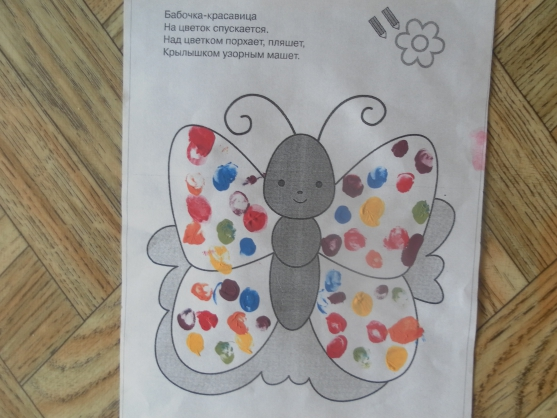 Бабочка-красавица
На цветок спускается.
Над цветком порхает, пляшет,
Крылышком узорным машет.